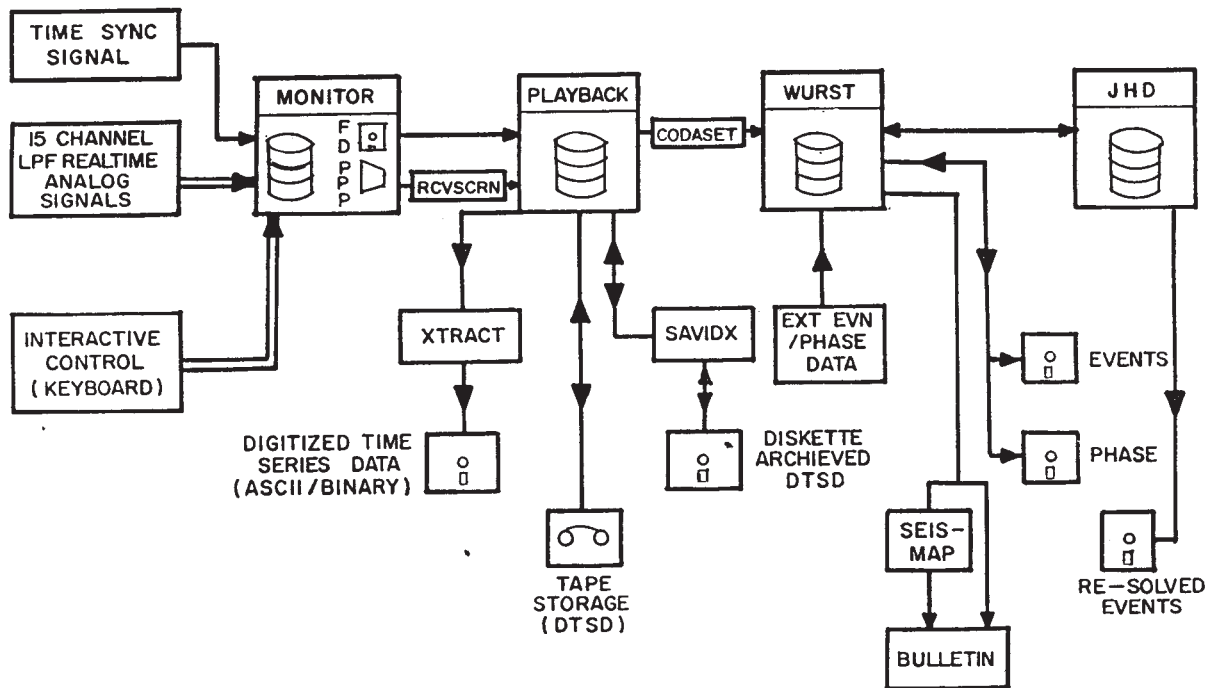 TIME SYNC
SIGNAL
15 CHANNEL
LPF REALTIME
ANALOG
SIGNALS
INTERACTIVE
CONTROL
(KEYBOARD)
MONITOR
F
D
P
P
P
RCVSCRN
PLAYBACK
CODASET
WURST
JHD
XTRACT
DIGITIZED TIME
SERIES DATA
(ASCII/BINARY)
TAPE
STORAGE
(DTSD)
SAVIDX
DISKETTE
ARCHIEVED
DTSD
EXT EVN
/PHASE
DATA
EVENTS
PHASE
SEIS-
MAP
BULLETIN
RE-SOLVED
EVENTS